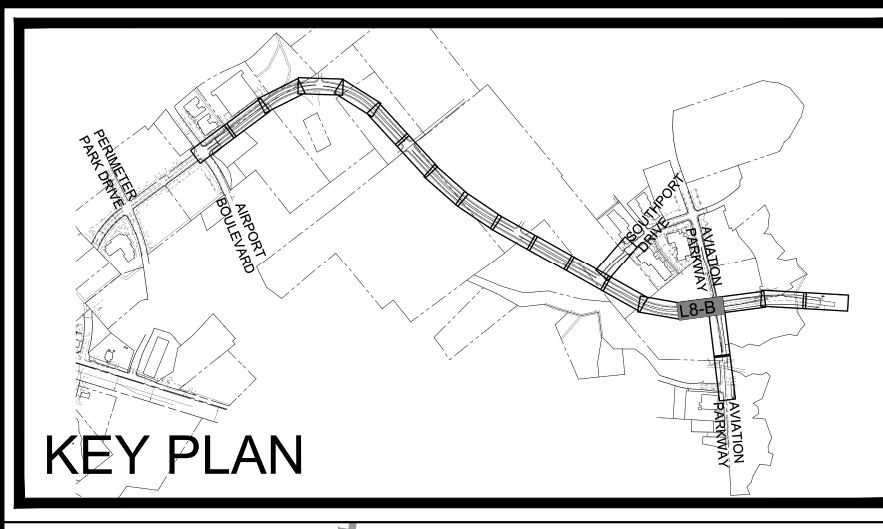 PERIMETER
PARK DRIVE
AIRPORT
BOULEVARD
SOUTHPORT
DRIVE
AVIATION
PARKWAY
L8-B
AVIATION
PARKWAY
KEY PLAN